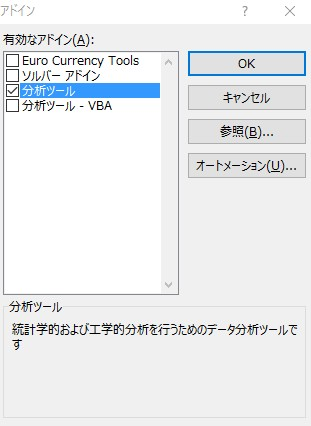 アドイン
有効なアドイン(A):
Euro Currency Tools
ソルバー アドイン
分析ツール
分析ツール - VBA
OK
キャンセル
参照(B)...
オートメーション(U)...
分析ツール
統計学的および工学的分析を行うためのデータ分析ツールで
す